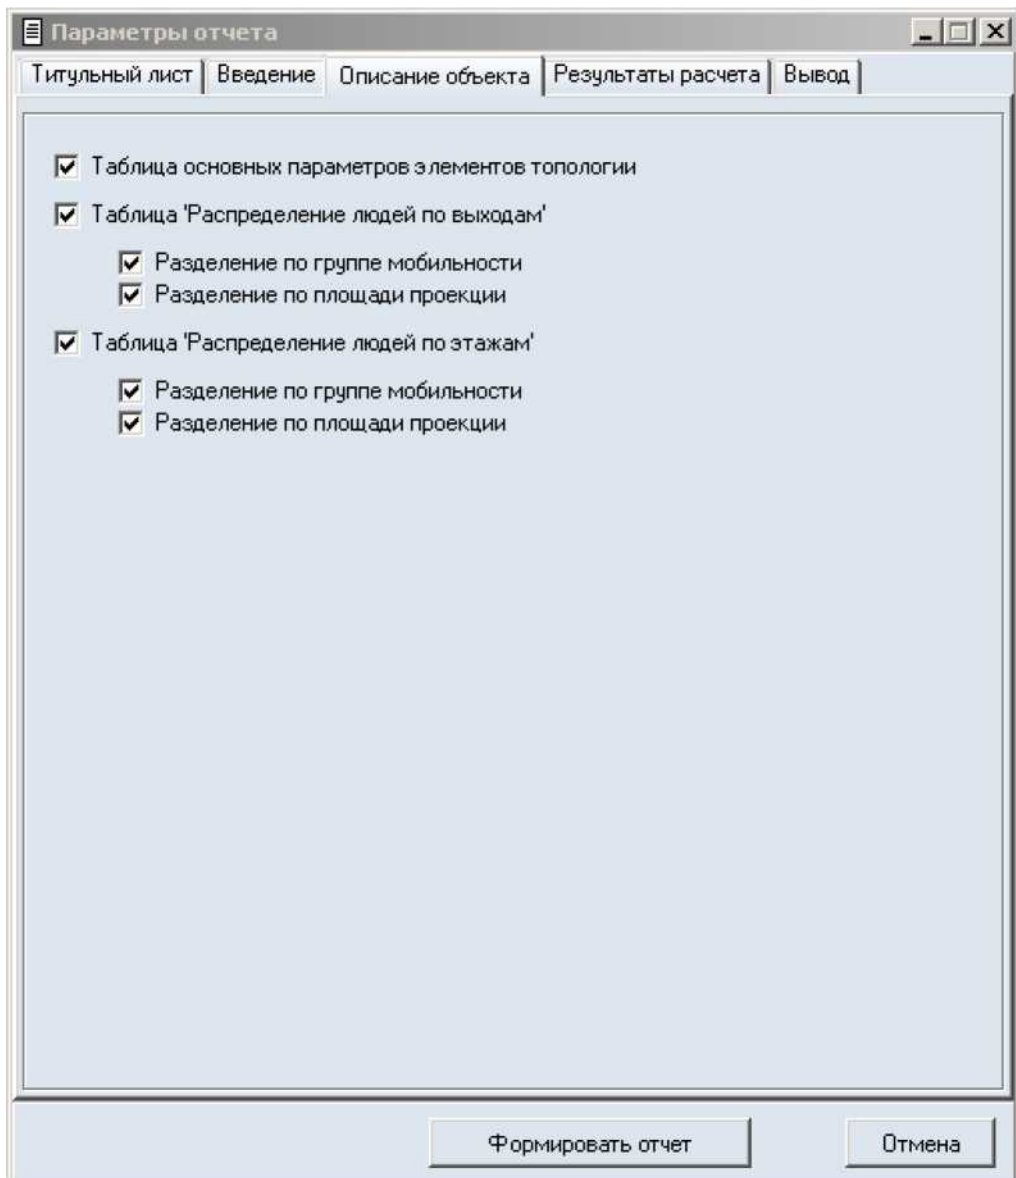 Параметры отчета
Титульный лист Введение Описание объекта Результаты расчета Вывод
Таблица основных параметров элементов топологии
Таблица 'Распределение людей по выходам'
Разделение по группе мобильности
Разделение по площади проекции
Таблица 'Распределение людей по этажам'
Разделение по группе мобильности
Разделение по площади проекции
Формировать отчет Отмена